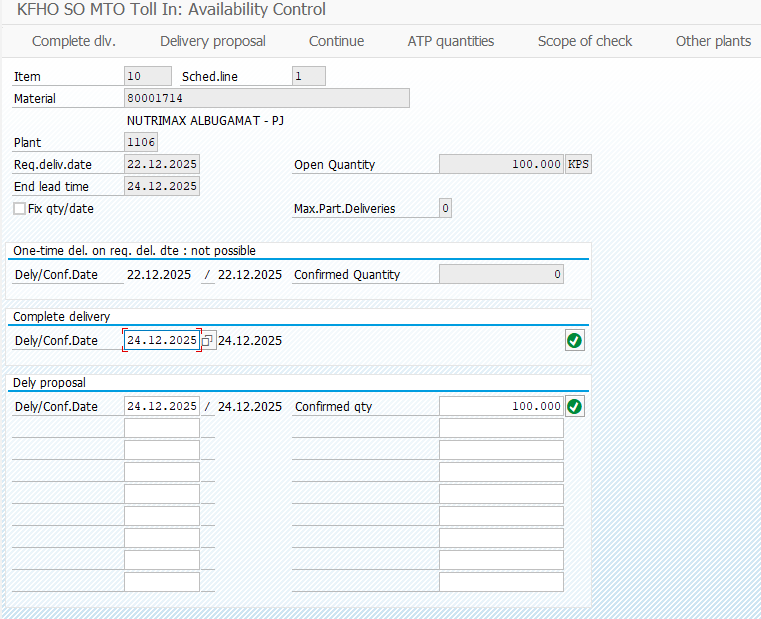 KFHO SO MTO Toll In: Availability Control
Complete dlv. Delivery proposal Continue ATP quantities Scope of check Other plants
Item 10 Sched.line 1
Material 80001714
NUTRIMAX ALBUGAMAT - PJ
Plant 1106
Req.deliv.date 22.12.2025 Open Quantity 100.000 KPS
End lead time 24.12.2025
Fix qty/date Max.Part.Deliveries 0
One-time del. on req. del. dte : not possible
Dely/Conf.Date 22.12.2025 / 22.12.2025 Confirmed Quantity 0
Complete delivery
Dely/Conf.Date 24.12.2025 24.12.2025
Dely proposal
Dely/Conf.Date 24.12.2025 / 24.12.2025 Confirmed qty 100.000